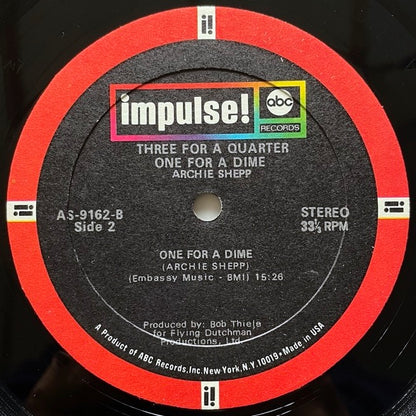 impulse!
abc
RECORDS
THREE FOR A QUARTER
ONE FOR A DIME
ARCHIE SHEPP
AS-9162-B
Side 2
STEREO
33⅓ RPM
ONE FOR A DIME
(ARCHIE SHEPP)
(Embassy Music - BMI) 15:26
Produced by: Bob Thiele
for Flying Dutchman
Productions, Ltd.
A Product of ABC Records, Inc. New York, N.Y. 10019 • Made in USA